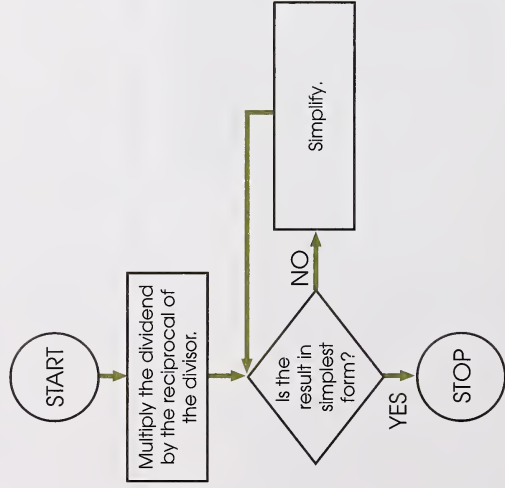 START
Multiply the dividend
by the reciprocal of
the divisor.
Is the
result in
simplest
form?
NO
Simplify.
YES
STOP